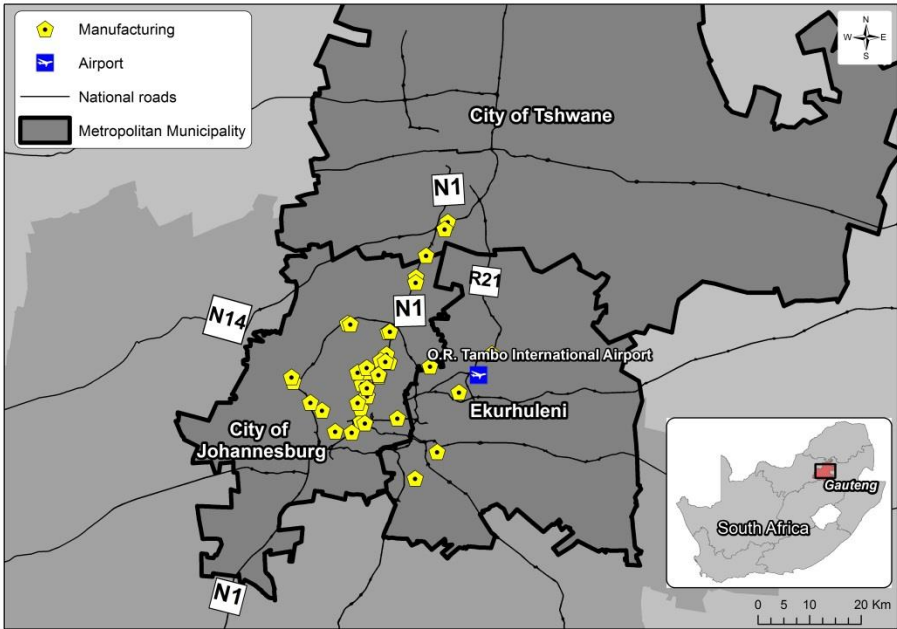 Manufacturing
Airport
National roads
Metropolitan Municipality
N
W E
S
City of Tshwane
N1
R21
N1
N14
O.R. Tambo International Airport
Ekurhuleni
City of
Johannesburg
N1
Gauteng
South Africa
0 5 10 20 Km